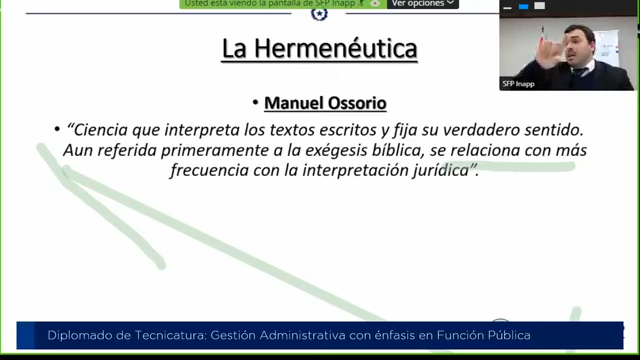 Usted está viendo la pantalla de SFP Inapp
Ver opciones
La Hermenéutica
SFP Inapp
• Manuel Ossorio
• “Ciencia que interpreta los textos escritos y fija su verdadero sentido.
Aun referida primeramente a la exégesis bíblica, se relaciona con más
frecuencia con la interpretación jurídica”.
Diplomado de Tecnicatura: Gestión Administrativa con énfasis en Función Pública